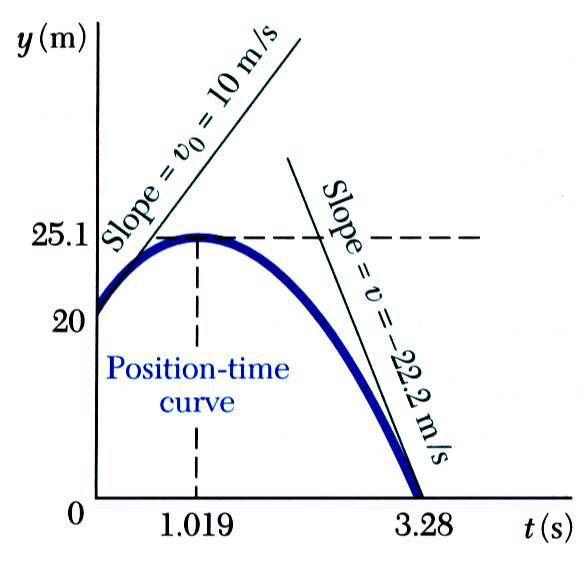 y (m)
Slope = v₀ = 10 m/s
Slope = v = −22.2 m/s
25.1
20
Position-time
curve
0
1.019
3.28
t (s)